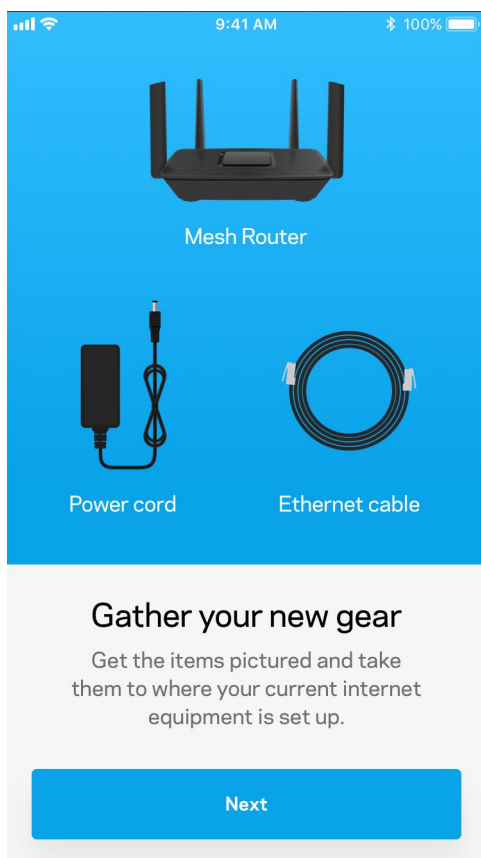 9:41 AM
100%
Mesh Router
Power cord
Ethernet cable
Gather your new gear
Get the items pictured and take
them to where your current internet
equipment is set up.
Next